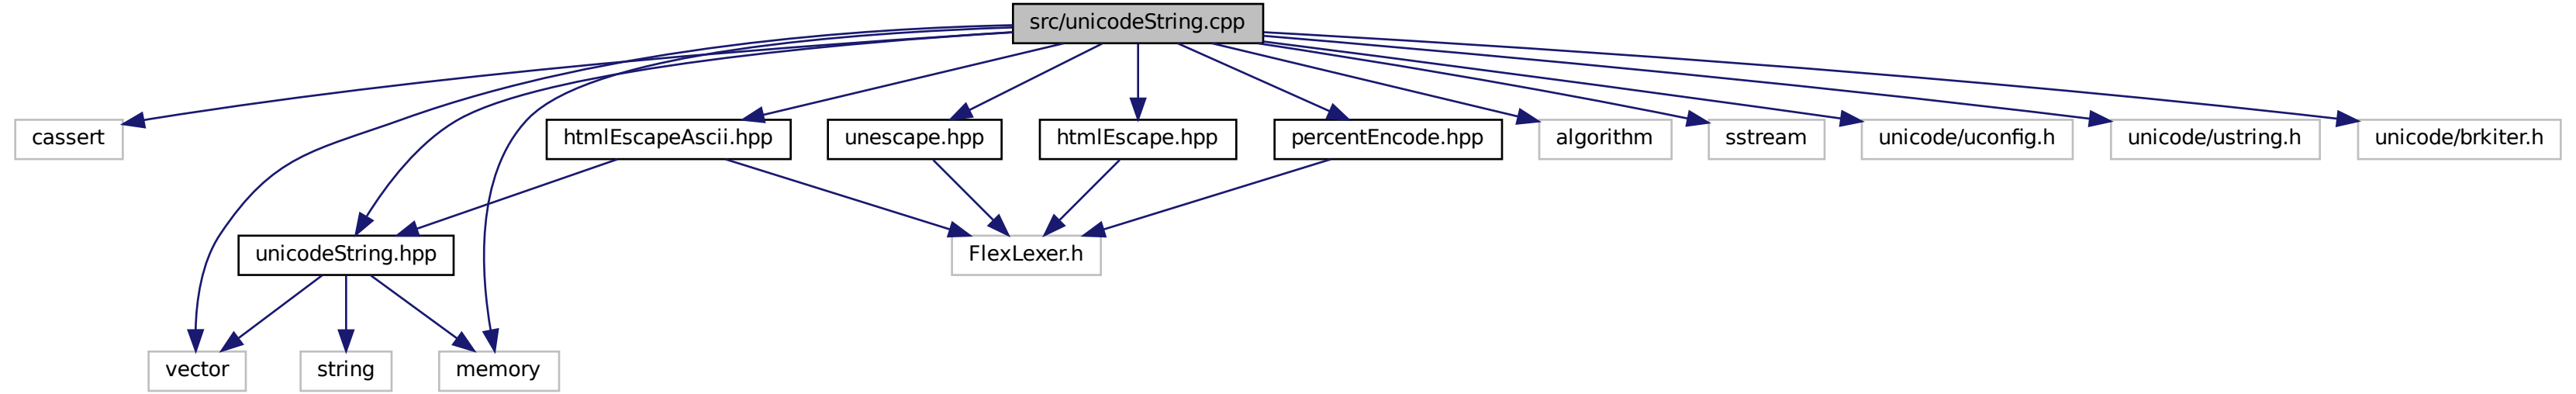 src/unicodeString.cpp
cassert
htmlEscapeAscii.hpp
unescape.hpp
htmlEscape.hpp
percentEncode.hpp
algorithm
sstream
unicode/uconfig.h
unicode/ustring.h
unicode/brkiter.h
unicodeString.hpp
FlexLexer.h
vector
string
memory